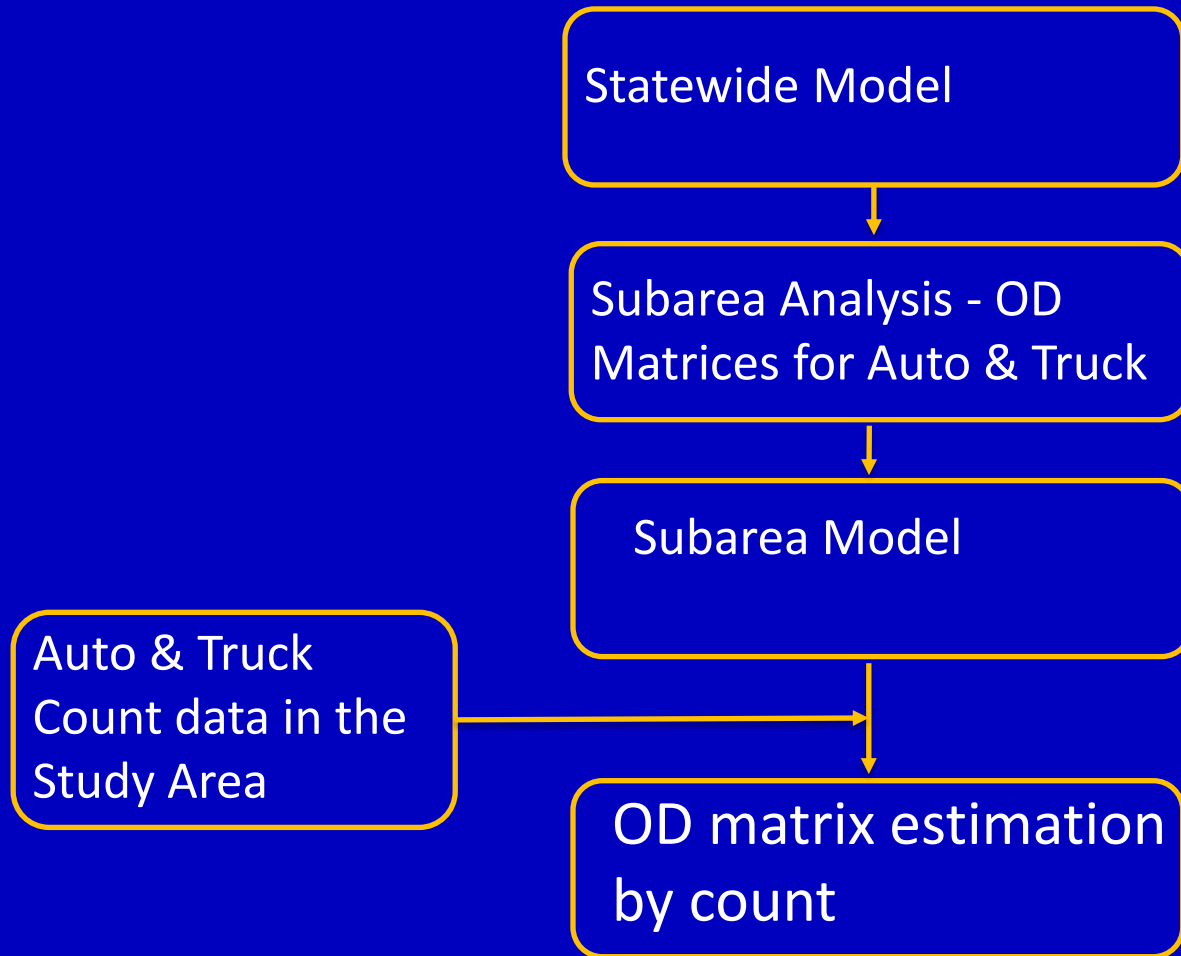 Statewide Model
Subarea Analysis - OD
Matrices for Auto & Truck
Subarea Model
Auto & Truck
Count data in the
Study Area
OD matrix estimation
by count